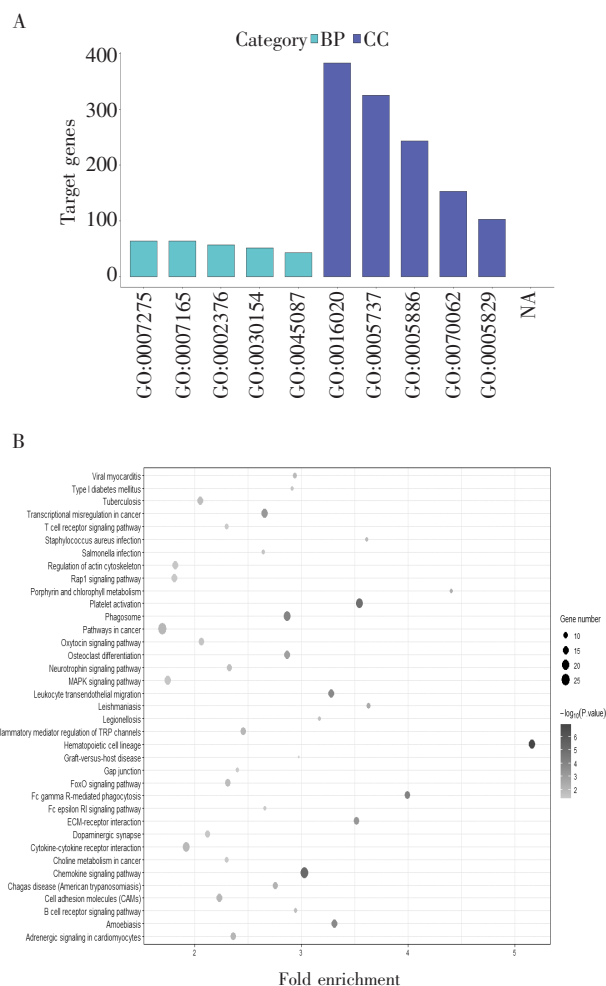 A
Category BP CC
Target genes
400
300
200
100
0
GO:0007275
GO:0007165
GO:0002376
GO:0030154
GO:0045087
GO:0016020
GO:0005737
GO:0005886
GO:0070062
GO:0005829
NA
B
Viral myocarditis
Type I diabetes mellitus
Tuberculosis
Transcriptional misregulation in cancer
T cell receptor signaling pathway
Staphylococcus aureus infection
Salmonella infection
Regulation of actin cytoskeleton
Rap1 signaling pathway
Porphyrin and chlorophyll metabolism
Platelet activation
Phagosome
Pathways in cancer
Oxytocin signaling pathway
Osteoclast differentiation
Neurotrophin signaling pathway
MAPK signaling pathway
Leukocyte transendothelial migration
Leishmaniasis
Legionellosis
lammatory mediator regulation of TRP channels
Hematopoietic cell lineage
Graft-versus-host disease
Gap junction
FoxO signaling pathway
Fc gamma R-mediated phagocytosis
Fc epsilon RI signaling pathway
ECM-receptor interaction
Dopaminergic synapse
Cytokine-cytokine receptor interaction
Choline metabolism in cancer
Chemokine signaling pathway
Chagas disease (American trypanosomiasis)
Cell adhesion molecules (CAMs)
B cell receptor signaling pathway
Amoebiasis
Adrenergic signaling in cardiomyocytes
2 3 4 5
Fold enrichment
Gene number
10
15
20
25
−log10(P.value)
6
5
4
3
2